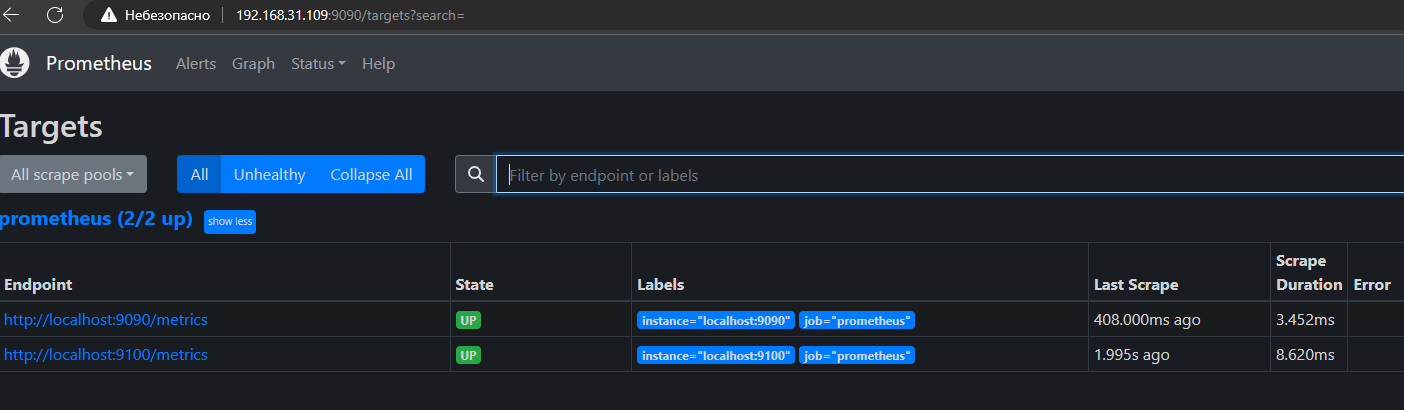 Небезопасно 192.168.31.109:9090/targets?search=
Prometheus Alerts Graph Status Help
Targets
All scrape pools All Unhealthy Collapse All Filter by endpoint or labels
prometheus (2/2 up) show less
Endpoint State Labels Last Scrape Scrape Duration Error
http://localhost:9090/metrics UP instance="localhost:9090" job="prometheus" 408.000ms ago 3.452ms
http://localhost:9100/metrics UP instance="localhost:9100" job="prometheus" 1.995s ago 8.620ms